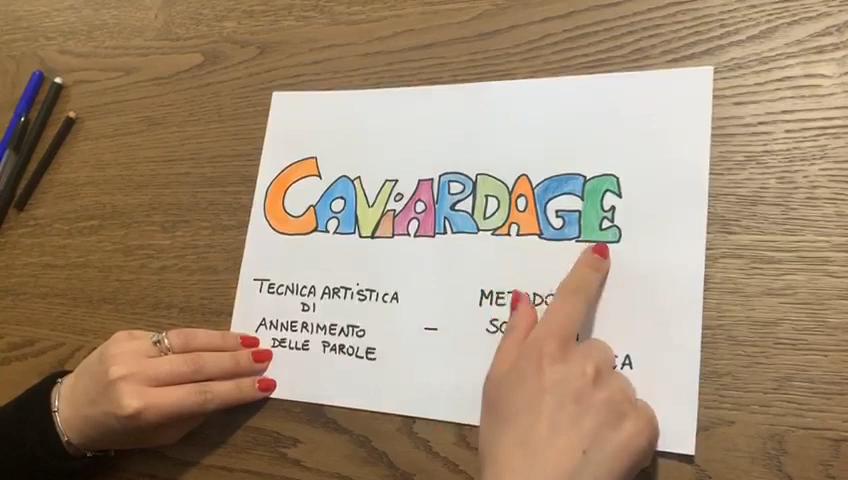 CAViARDAGE
TECNICA ARTISTICA
DI
ANNERIMENTO
DELLE PAROLE
–